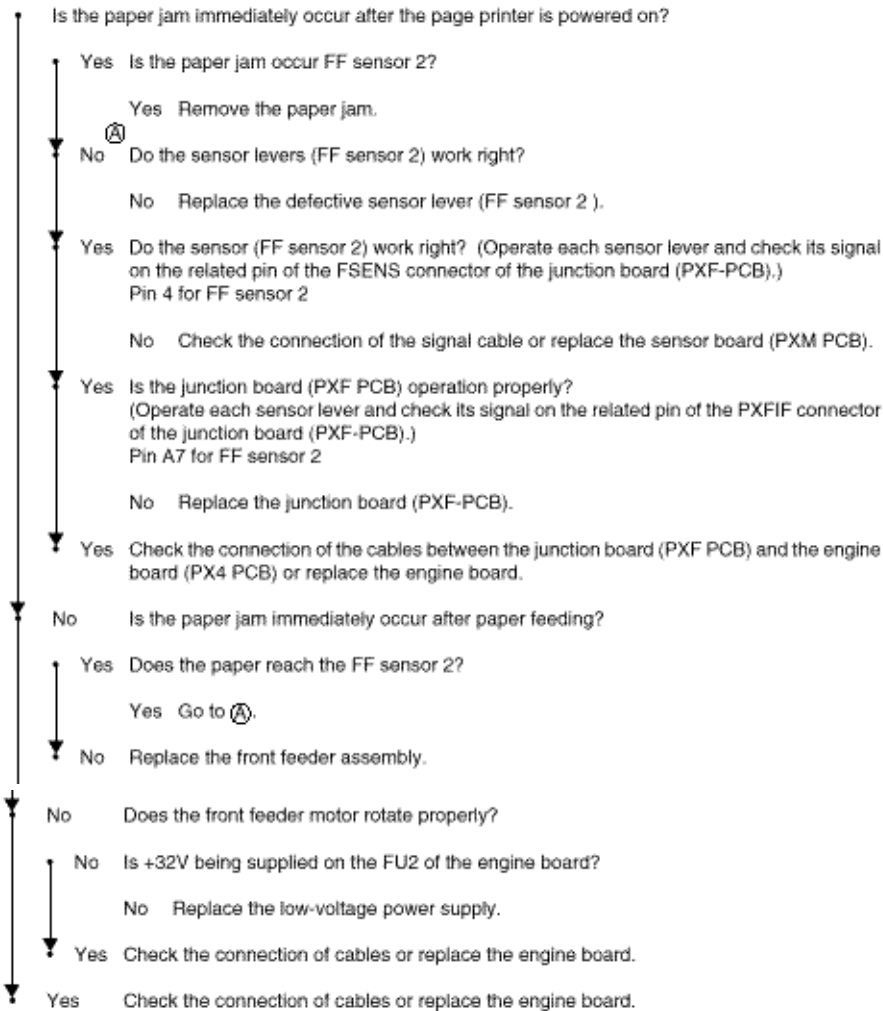 Is the paper jam immediately occur after the page printer is powered on?
Yes Is the paper jam occur FF sensor 2?
Yes Remove the paper jam.
A
No Do the sensor levers (FF sensor 2) work right?
No Replace the defective sensor lever (FF sensor 2 ).
Yes Do the sensor (FF sensor 2) work right? (Operate each sensor lever and check its signal
on the related pin of the FSENS connector of the junction board (PXF-PCB).)
Pin 4 for FF sensor 2
No Check the connection of the signal cable or replace the sensor board (PXM PCB).
Yes Is the junction board (PXF PCB) operation properly?
(Operate each sensor lever and check its signal on the related pin of the PXFIF connector
of the junction board (PXF-PCB).)
Pin A7 for FF sensor 2
No Replace the junction board (PXF-PCB).
Yes Check the connection of the cables between the junction board (PXF PCB) and the engine
board (PX4 PCB) or replace the engine board.
No Is the paper jam immediately occur after paper feeding?
Yes Does the paper reach the FF sensor 2?
Yes Go to A.
No Replace the front feeder assembly.
No Does the front feeder motor rotate properly?
No Is +32V being supplied on the FU2 of the engine board?
No Replace the low-voltage power supply.
Yes Check the connection of cables or replace the engine board.
Yes Check the connection of cables or replace the engine board.